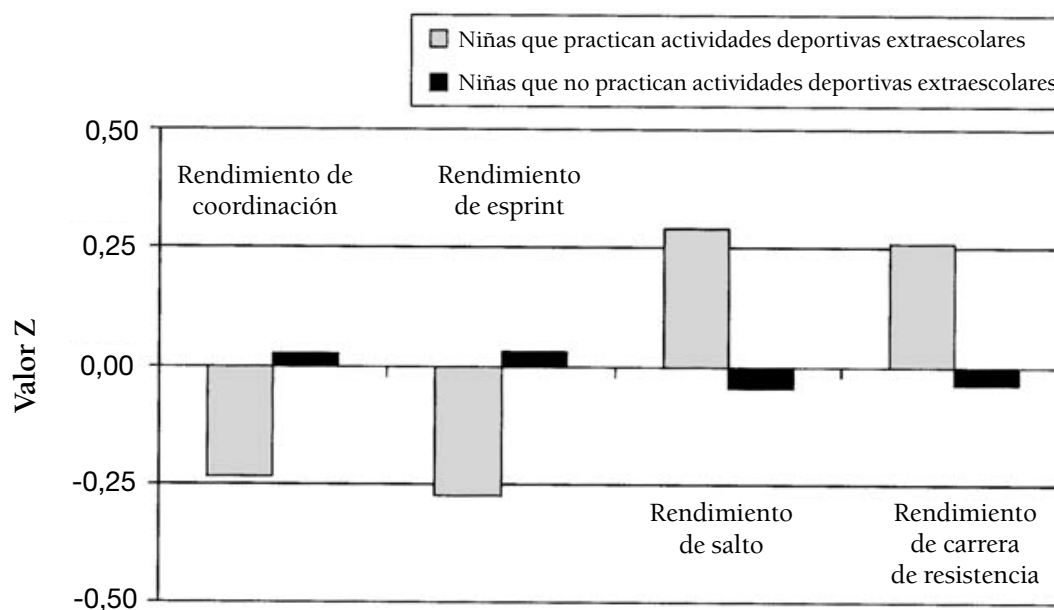 Niñas que practican actividades deportivas extraescolares
Niñas que no practican actividades deportivas extraescolares
0,50
Rendimiento de
coordinación
Rendimiento
de esprint
0,25
Valor Z
0,00
-0,25
Rendimiento
de salto
Rendimiento
de carrera
de resistencia
-0,50